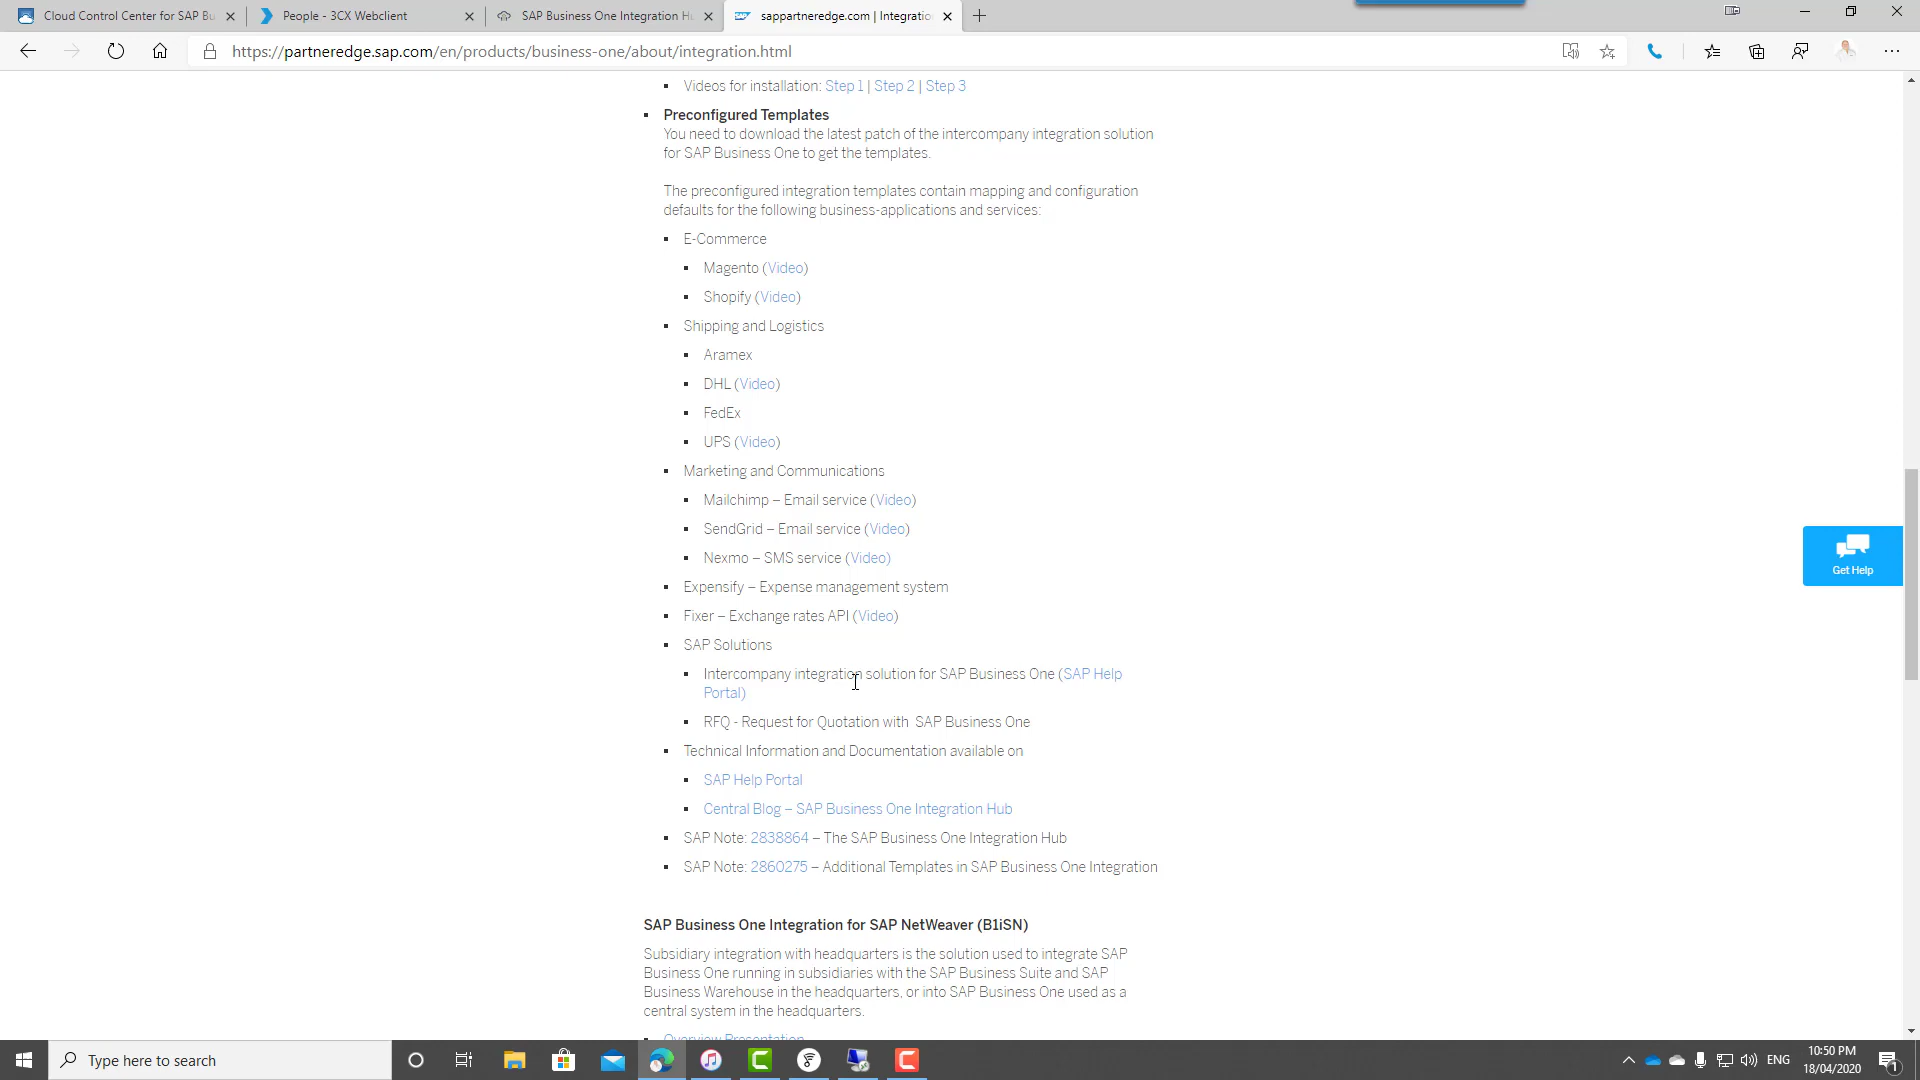 Cloud Control Center for SAP Bu
People - 3CX Webclient
SAP Business One Integration Hu
sappartneredge.com | Integratio
https://partneredge.sap.com/en/products/business-one/about/integration.html
Videos for installation: Step 1 | Step 2 | Step 3
Preconfigured Templates
You need to download the latest patch of the intercompany integration solution
for SAP Business One to get the templates.
The preconfigured integration templates contain mapping and configuration
defaults for the following business-applications and services:
E-Commerce
Magento (Video)
Shopify (Video)
Shipping and Logistics
Aramex
DHL (Video)
FedEx
UPS (Video)
Marketing and Communications
Mailchimp – Email service (Video)
SendGrid – Email service (Video)
Nexmo – SMS service (Video)
Expensify – Expense management system
Fixer – Exchange rates API (Video)
SAP Solutions
Intercompany integration solution for SAP Business One (SAP Help
Portal)
RFQ - Request for Quotation with SAP Business One
Technical Information and Documentation available on
SAP Help Portal
Central Blog – SAP Business One Integration Hub
SAP Note: 2838864 – The SAP Business One Integration Hub
SAP Note: 2860275 – Additional Templates in SAP Business One Integration
SAP Business One Integration for SAP NetWeaver (B1iSN)
Subsidiary integration with headquarters is the solution used to integrate SAP
Business One running in subsidiaries with the SAP Business Suite and SAP
Business Warehouse in the headquarters, or into SAP Business One used as a
central system in the headquarters.
Overview Presentation
Get Help
Type here to search
ENG
10:50 PM
18/04/2020
1